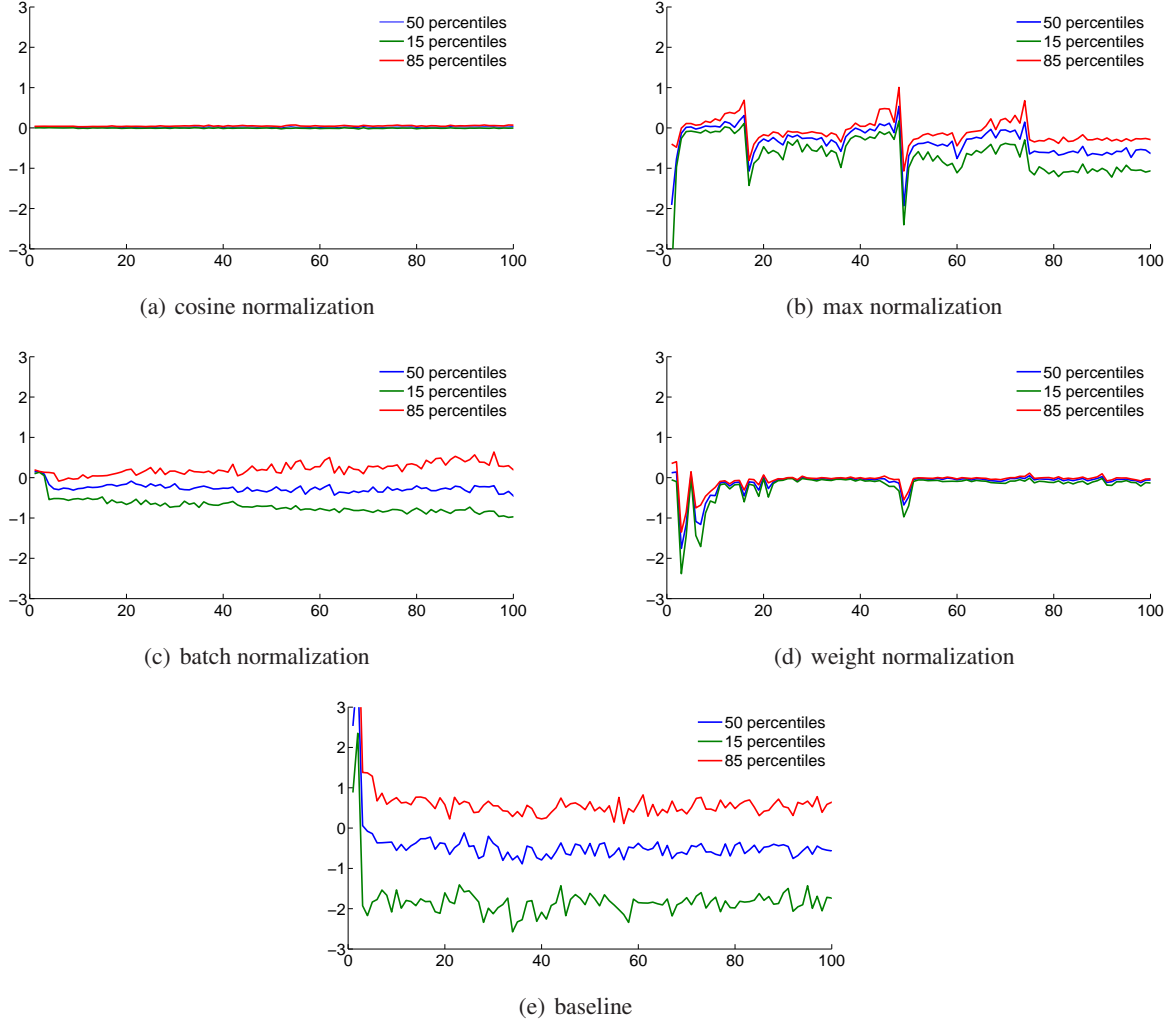 3
2
1
0
−1
−2
−3
0 20 40 60 80 100
50 percentiles
15 percentiles
85 percentiles
(a) cosine normalization
3
2
1
0
−1
−2
−3
0 20 40 60 80 100
50 percentiles
15 percentiles
85 percentiles
(b) max normalization
3
2
1
0
−1
−2
−3
0 20 40 60 80 100
50 percentiles
15 percentiles
85 percentiles
(c) batch normalization
3
2
1
0
−1
−2
−3
0 20 40 60 80 100
50 percentiles
15 percentiles
85 percentiles
(d) weight normalization
3
2
1
0
−1
−2
−3
0 20 40 60 80 100
50 percentiles
15 percentiles
85 percentiles
(e) baseline